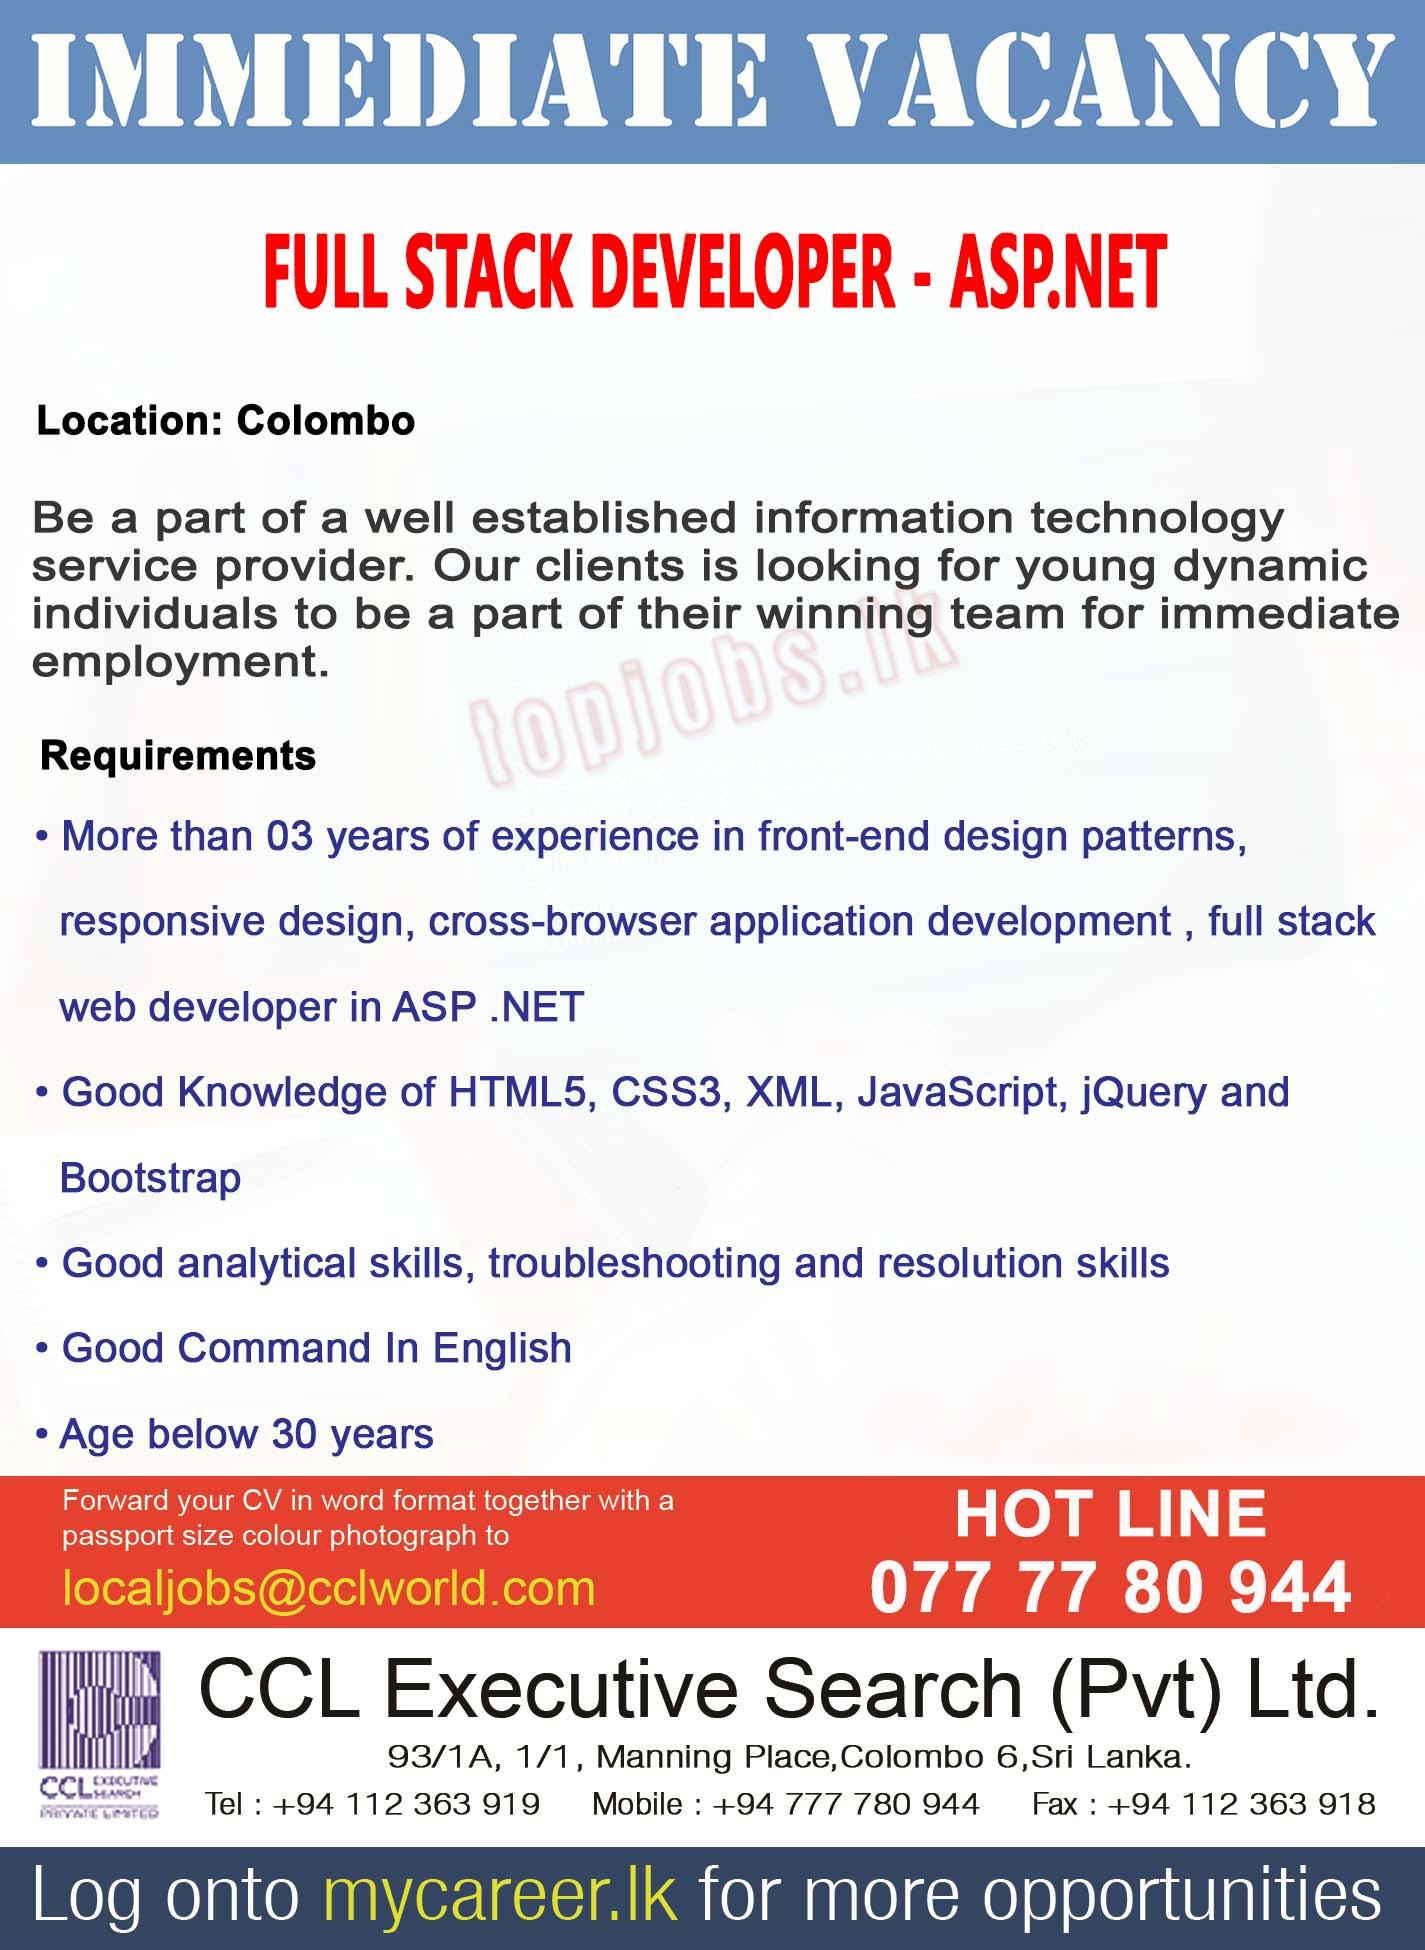 IMMEDIATE VACANCY
FULL STACK DEVELOPER - ASP.NET
Location: Colombo
Be a part of a well established information technology
service provider. Our clients is looking for young dynamic
individuals to be a part of their winning team for immediate
employment.
topjobs.lk
Requirements
• More than 03 years of experience in front-end design patterns,
responsive design, cross-browser application development , full stack
web developer in ASP .NET
• Good Knowledge of HTML5, CSS3, XML, JavaScript, jQuery and
Bootstrap
• Good analytical skills, troubleshooting and resolution skills
• Good Command In English
• Age below 30 years
Forward your CV in word format together with a
passport size colour photograph to
localjobs@cclworld.com
HOT LINE
077 77 80 944
CCL Executive Search (Pvt) Ltd.
93/1A, 1/1, Manning Place,Colombo 6,Sri Lanka.
Tel : +94 112 363 919 Mobile : +94 777 780 944 Fax : +94 112 363 918
CCL EXECUTIVE
SEARCH
PRIVATE LIMITED
Log onto mycareer.lk for more opportunities